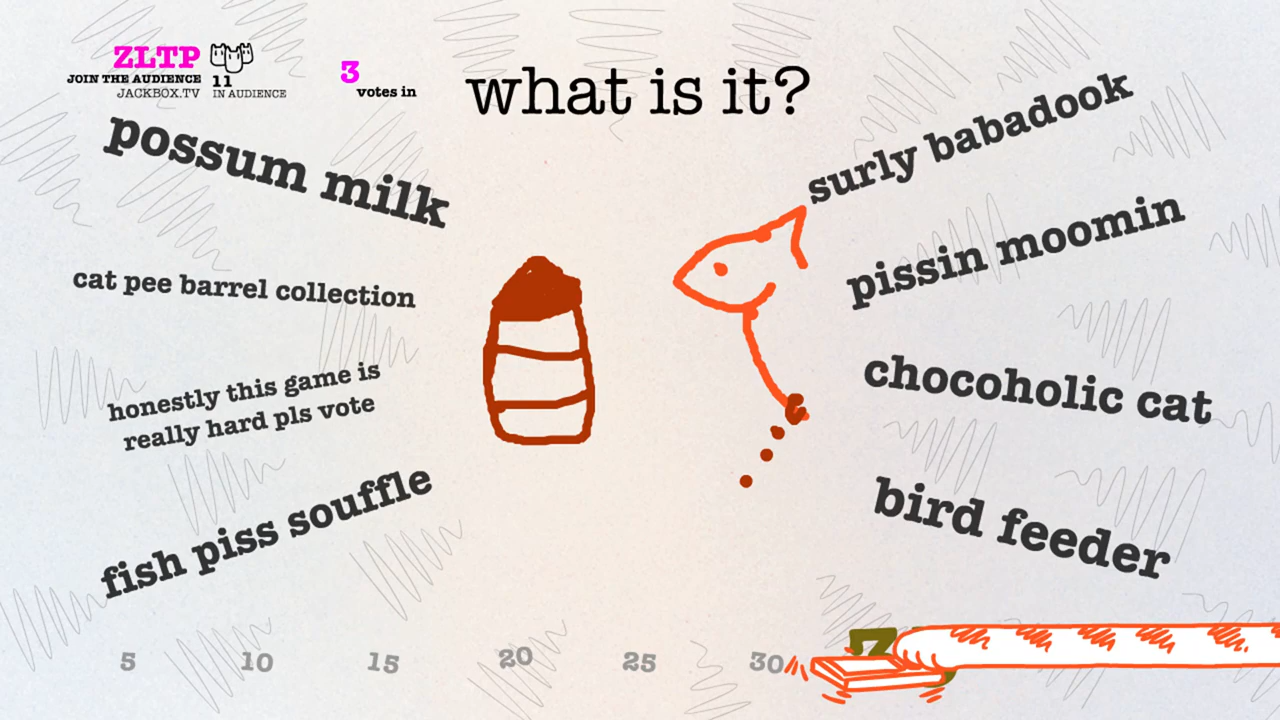 ZLTP
JOIN THE AUDIENCE
JACKBOX.TV
11
IN AUDIENCE
3
votes in
what is it?
possum milk
cat pee barrel collection
honestly this game is
really hard pls vote
fish piss souffle
surly babadook
pissin moomin
chocoholic cat
bird feeder
5 10 15 20 25 30